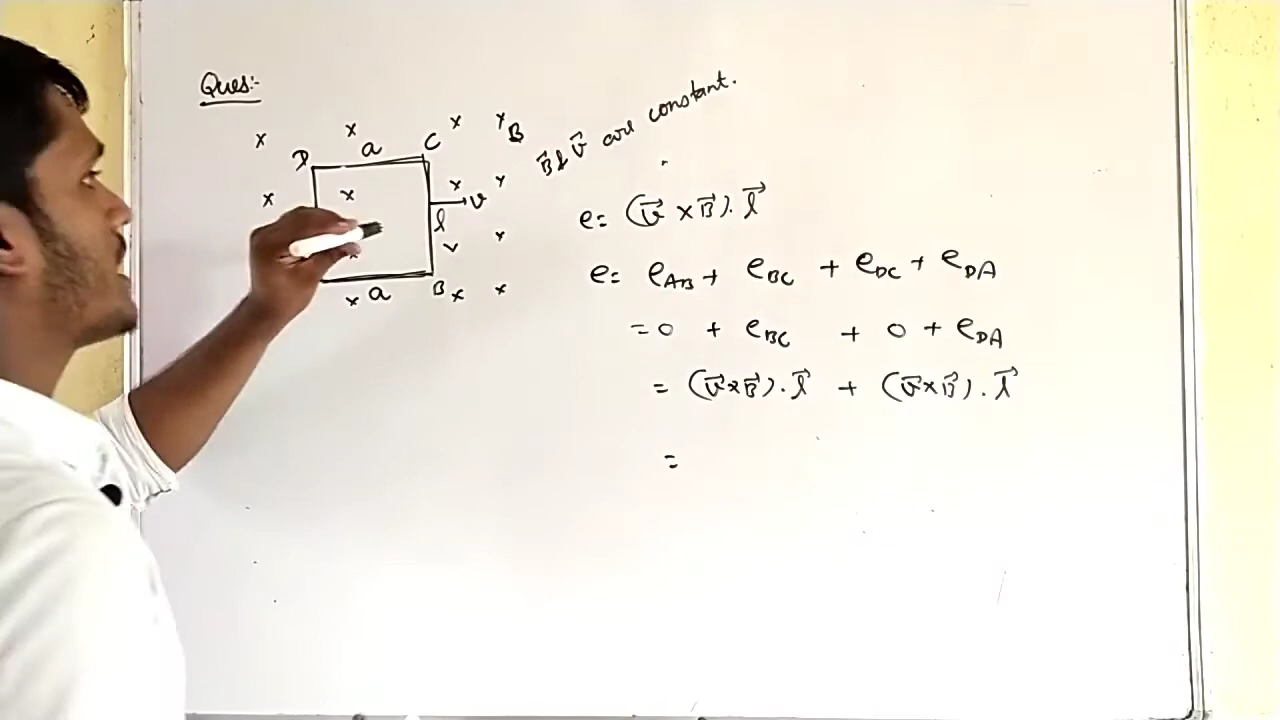 Ques:-
x x x x B
D a C
B⃗ & v⃗ are constant.
x x x x
v
l
x v x
a B x x
x
e = (v⃗ × B⃗). l⃗
e = e_AB + e_BC + e_DC + e_DA
= 0 + e_BC + 0 + e_DA
= (v⃗×B⃗). l⃗ + (v⃗×B⃗). l⃗
=